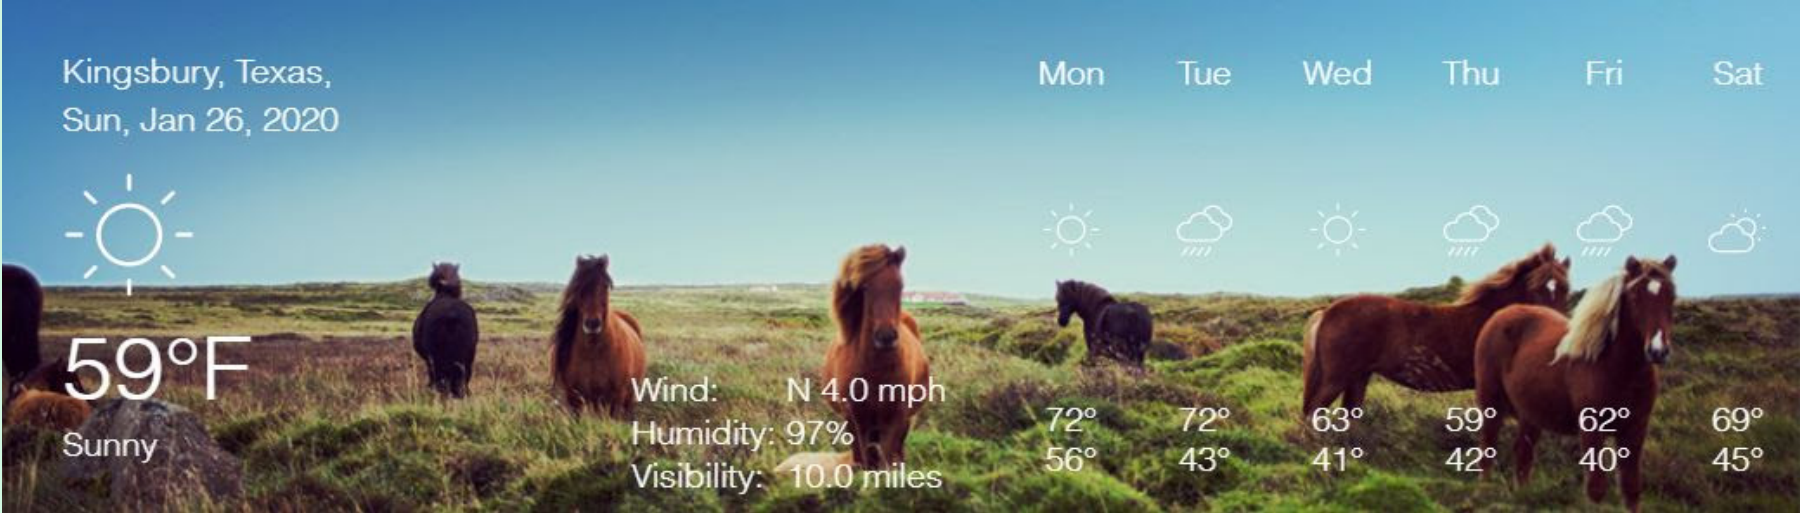 Kingsbury, Texas,
Sun, Jan 26, 2020
59°F
Sunny
Wind: N 4.0 mph
Humidity: 97%
Visibility: 10.0 miles
Mon Tue Wed Thu Fri Sat
72° 72° 63° 59° 62° 69°
56° 43° 41° 42° 40° 45°